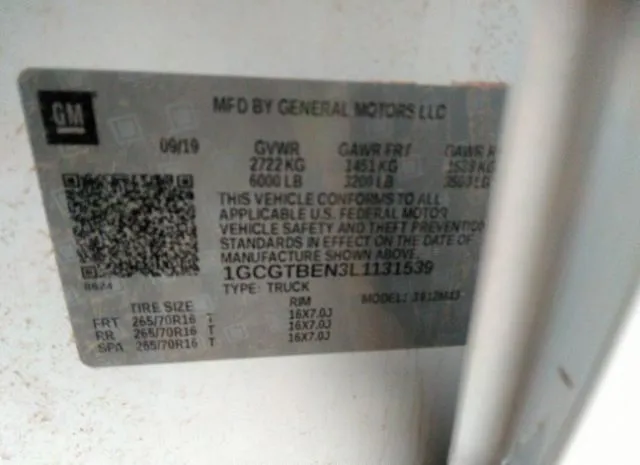 GM
MFD BY GENERAL MOTORS LLC
09/19 GVWR GAWR FRT GAWR
2722 KG 1451 KG
6000 LB 3200 LB
THIS VEHICLE CONFORMS TO ALL
APPLICABLE U.S. FEDERAL MOTOR
VEHICLE SAFETY AND THEFT PREVENTION
STANDARDS IN EFFECT ON THE DATE OF
MANUFACTURE SHOWN ABOVE.
1GCGTBEN3L1131539
TYPE: TRUCK MODEL:
TIRE SIZE RIM
FRT 265/70R16 T 16X7.0J
RR 265/70R16 T 16X7.0J
SPA 265/70R16 T 16X7.0J